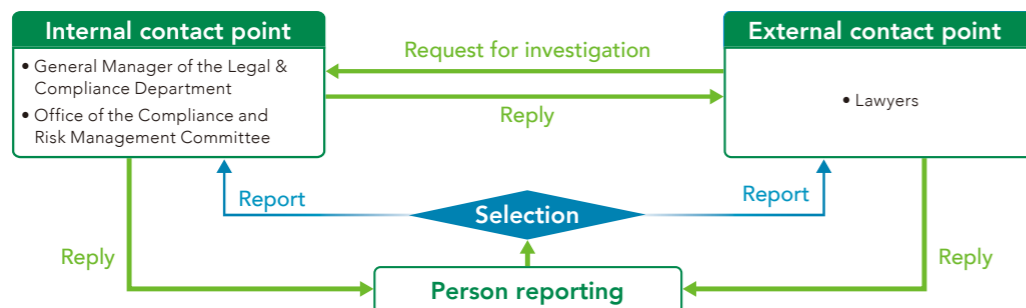 Internal contact point
• General Manager of the Legal &
Compliance Department
• Office of the Compliance and
Risk Management Committee
Request for investigation
Reply
External contact point
• Lawyers
Report
Selection
Report
Reply
Person reporting
Reply